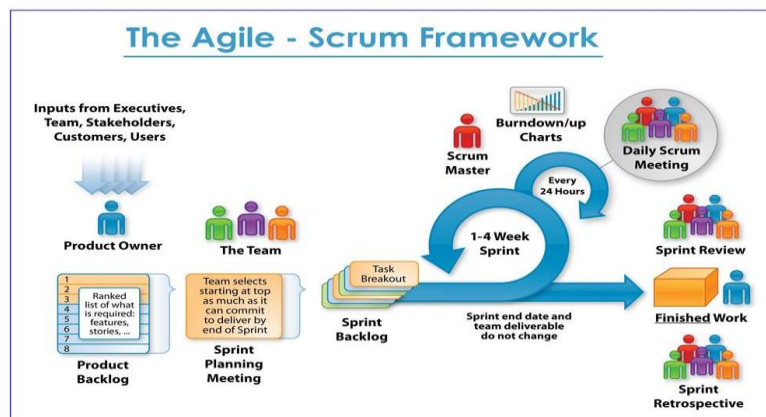 The Agile - Scrum Framework
Inputs from Executives,
Team, Stakeholders,
Customers, Users
Product Owner
The Team
1
2
3
4
5
6
7
8
Ranked
list of what
is required:
features,
stories, ...
Product
Backlog
Team selects
starting at top
as much as it
can commit
to deliver by
end of Sprint
Sprint
Planning
Meeting
Task
Breakout
Sprint
Backlog
Scrum
Master
Burndown/up
Charts
Every
24 Hours
1-4 Week
Sprint
Sprint end date and
team deliverable
do not change
Daily Scrum
Meeting
Sprint Review
Finished Work
Sprint
Retrospective